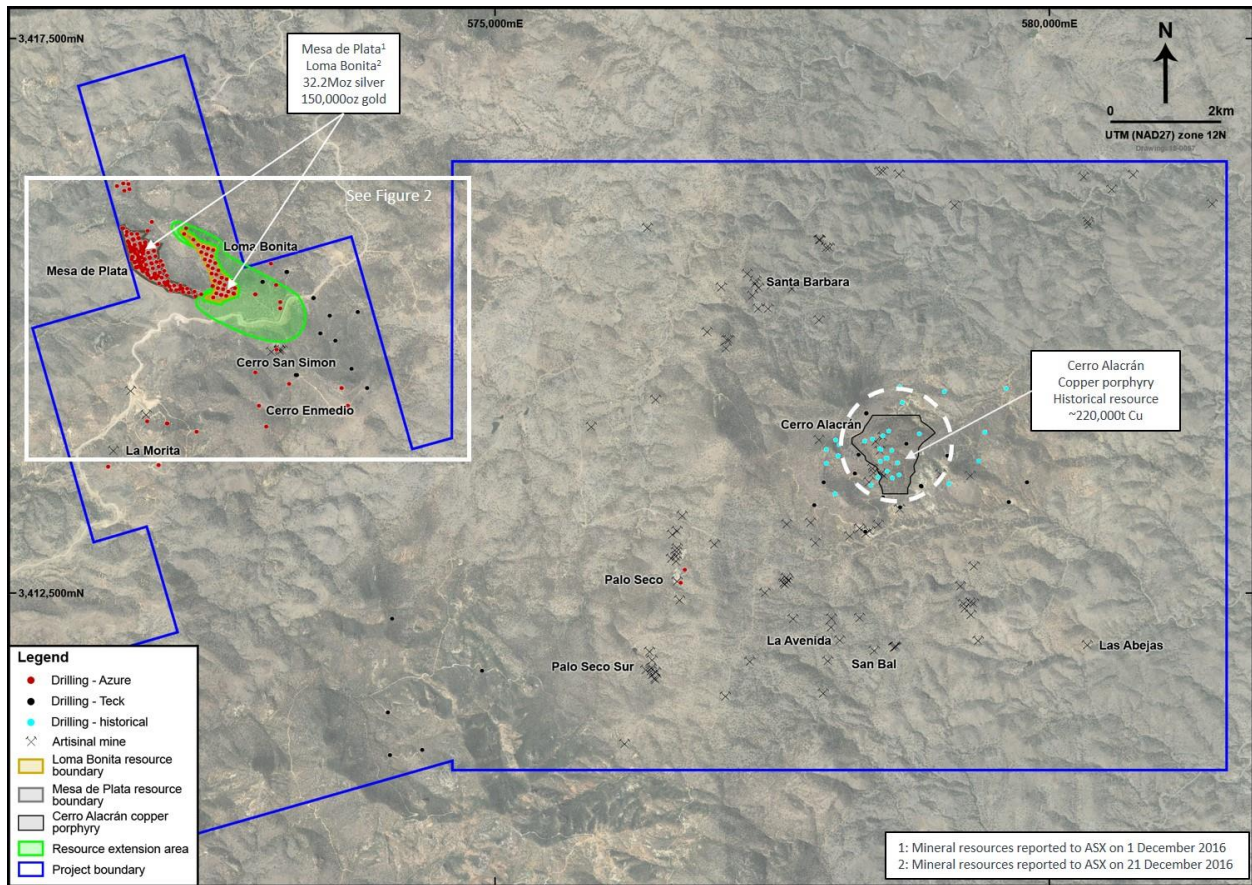 575,000mE
580,000mE
3,417,500mN
Mesa de Plata¹
Loma Bonita²
32.2Moz silver
150,000oz gold
N
0 2km
UTM (NAD27) zone 12N
See Figure 2
Loma Bonita
Mesa de Plata
Santa Barbara
Cerro San Simon
Cerro Alacrán
Copper porphyry
Historical resource
~220,000t Cu
Cerro Enmedio
Cerro Alacrán
La Morita
Palo Seco
3,412,500mN
La Avenida
Las Abejas
Palo Seco Sur
San Bal
Legend
Drilling - Azure
Drilling - Teck
Drilling - historical
Artisinal mine
Loma Bonita resource
boundary
Mesa de Plata resource
boundary
Cerro Alacrán copper
porphyry
Resource extension area
Project boundary
1: Mineral resources reported to ASX on 1 December 2016
2: Mineral resources reported to ASX on 21 December 2016